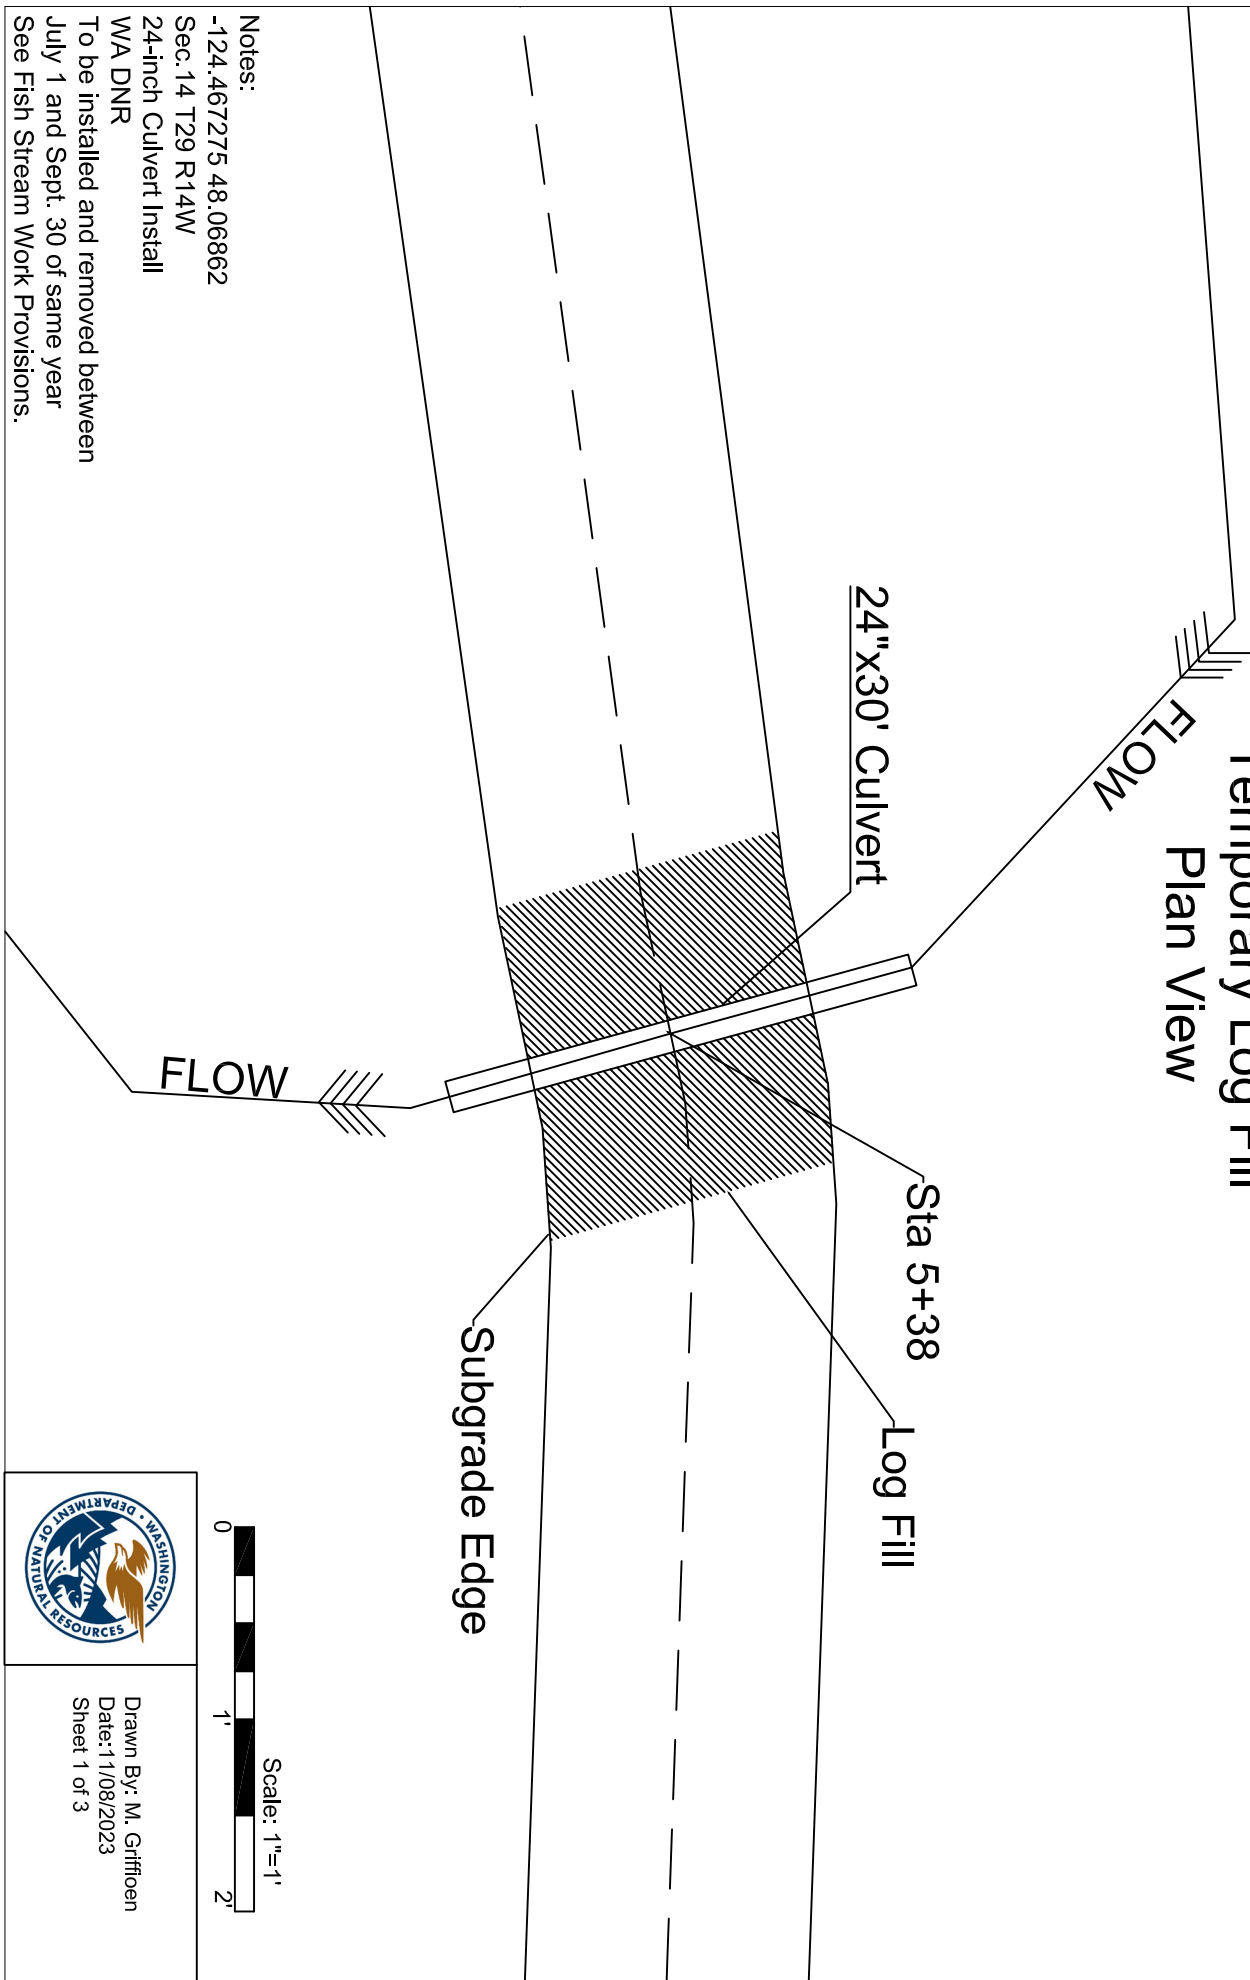 Temporary Log Fill
Plan View
FLOW
24"x30' Culvert
Sta 5+38
Log Fill
Subgrade Edge
FLOW
Notes:
-124.467275 48.06862
Sec.14 T29 R14W
24-inch Culvert Install
WA DNR
To be installed and removed between
July 1 and Sept. 30 of same year
See Fish Stream Work Provisions.
Scale: 1"=1'
0 1' 2'
WASHINGTON • DEPARTMENT OF NATURAL RESOURCES
Drawn By: M. Griffioen
Date:11/08/2023
Sheet 1 of 3